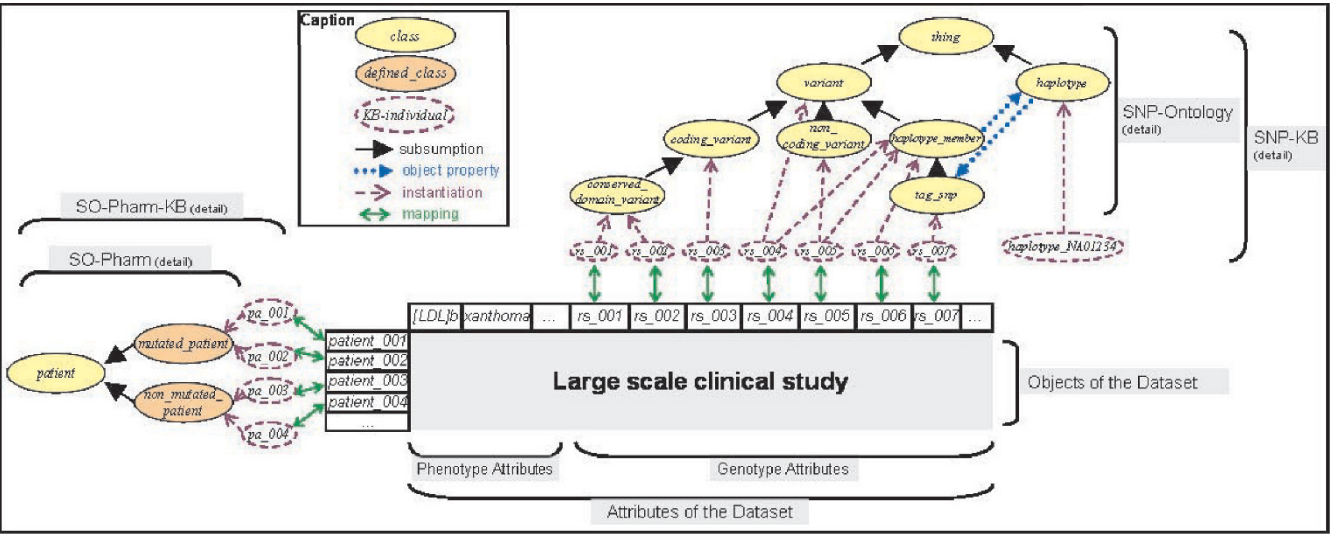 Caption
class
defined_class
KB-individual
subsumption
object property
instantiation
mapping
thing
variant
haplotype
coding_variant
non_
coding_variant
haplotype_member
conserved_
domain_variant
tag_snp
rs_001
rs_002
rs_003
rs_004
rs_005
rs_006
rs_007
haplotype_NA01234
SNP-Ontology
(detail)
SNP-KB
(detail)
SO-Pharm-KB (detail)
SO-Pharm (detail)
patient
mutated_patient
non_mutated_
patient
pa_001
pa_002
pa_003
pa_004
[LDL]b xanthoma ... rs_001 rs_002 rs_003 rs_004 rs_005 rs_006 rs_007 ...
patient_001
patient_002
patient_003
patient_004
...
Large scale clinical study
Objects of the Dataset
Phenotype Attributes
Genotype Attributes
Attributes of the Dataset